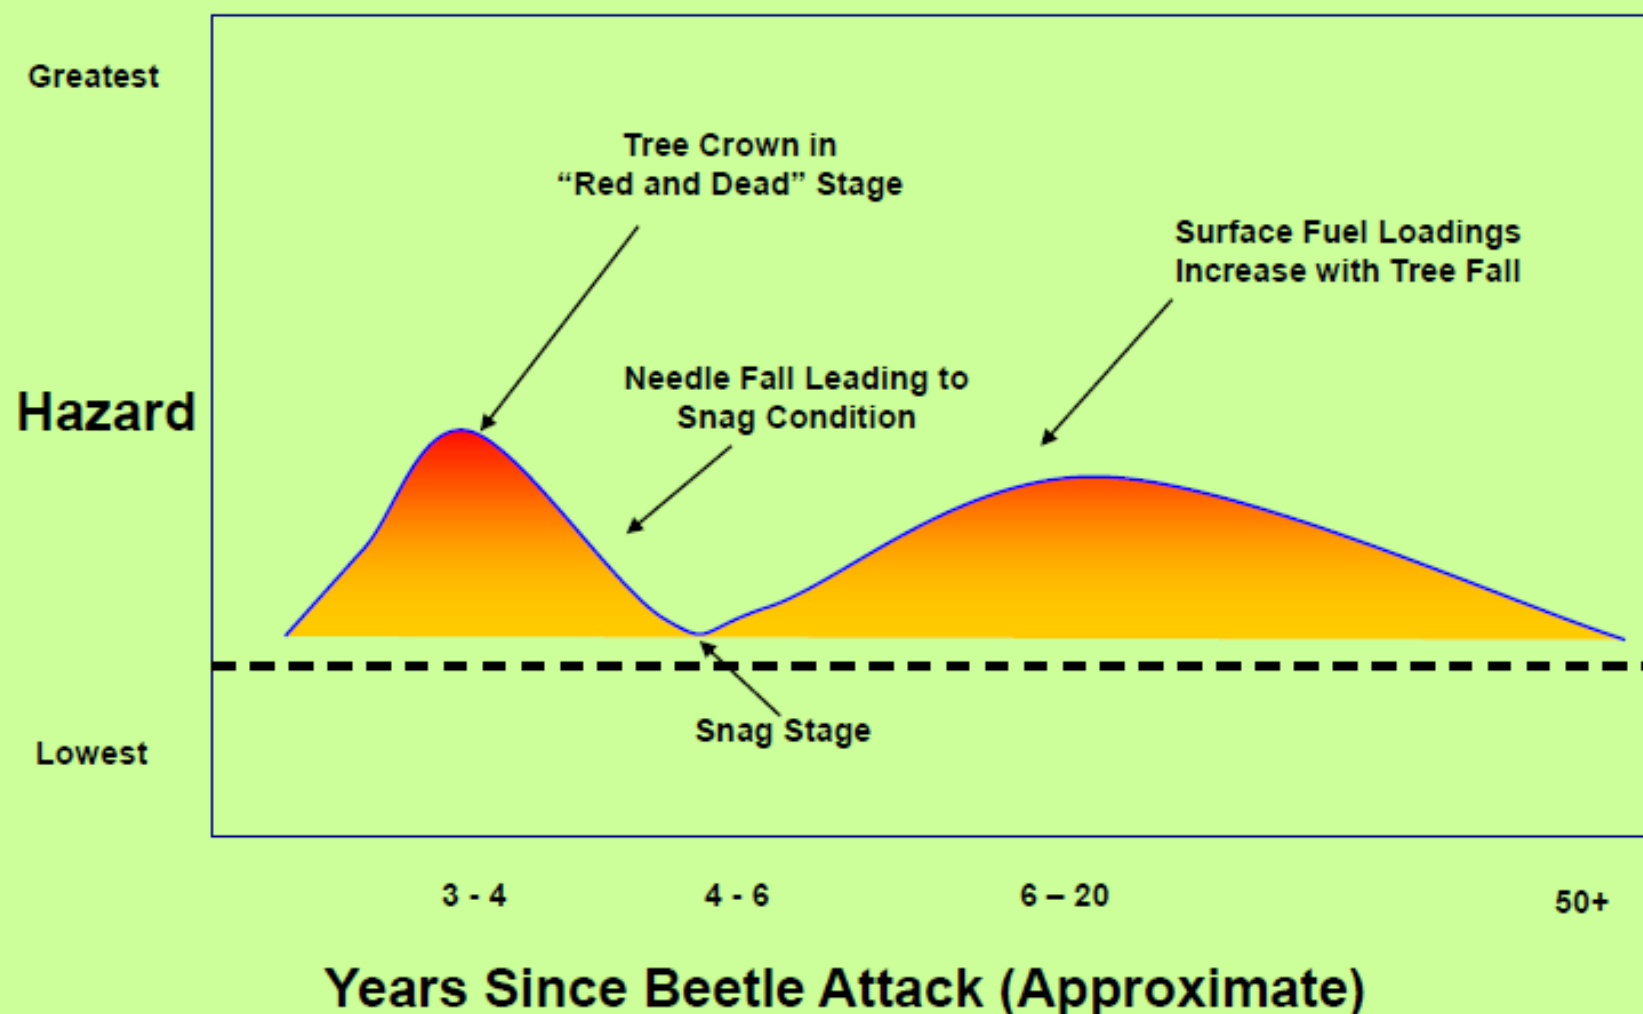 Greatest
Tree Crown in
“Red and Dead” Stage
Surface Fuel Loadings
Increase with Tree Fall
Needle Fall Leading to
Snag Condition
Hazard
Snag Stage
Lowest
3 - 4
4 - 6
6 – 20
50+
Years Since Beetle Attack (Approximate)